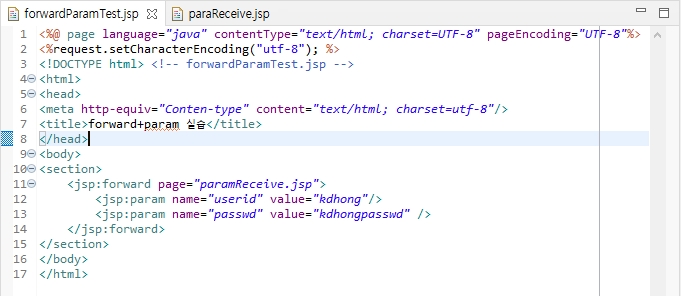 forwardParamTest.jsp paraReceive.jsp
1 <%@ page language="java" contentType="text/html; charset=UTF-8" pageEncoding="UTF-8"%>
2 <%request.setCharacterEncoding("utf-8"); %>
3 <!DOCTYPE html> <!-- forwardParamTest.jsp -->
4 <html>
5 <head>
6 <meta http-equiv="Conten-type" content="text/html; charset=utf-8"/>
7 <title>forward+param 실습</title>
8 </head>
9 <body>
10 <section>
11 <jsp:forward page="paramReceive.jsp">
12 <jsp:param name="userid" value="kdhong"/>
13 <jsp:param name="passwd" value="kdhongpasswd" />
14 </jsp:forward>
15 </section>
16 </body>
17 </html>